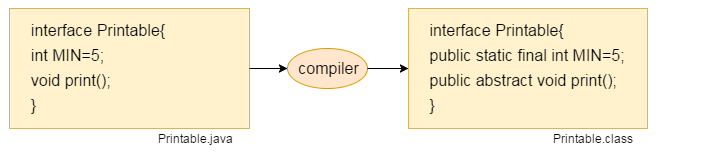 interface Printable{
int MIN=5;
void print();
}
Printable.java
compiler
interface Printable{
public static final int MIN=5;
public abstract void print();
}
Printable.class